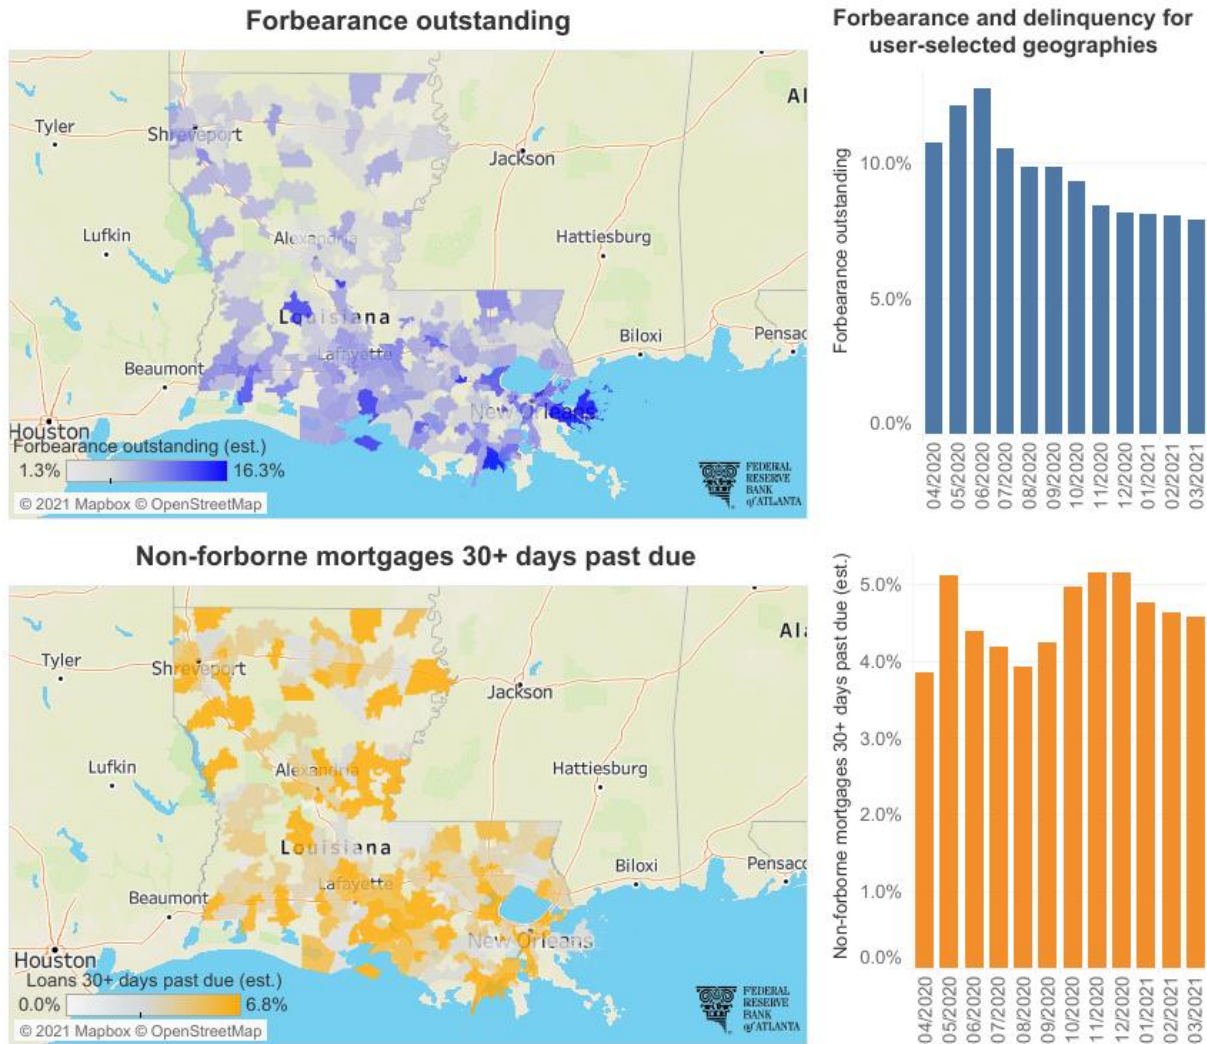 Forbearance outstanding
Tyler
Shreveport
Jackson
Al
Lufkin
Alexandria
Hattiesburg
Louisiana
Biloxi
Lafayette
Pensac
Beaumont
New Orleans
Houston
Forbearance outstanding (est.)
1.3% 16.3%
© 2021 Mapbox © OpenStreetMap
FEDERAL
RESERVE
BANK
of ATLANTA
Forbearance and delinquency for
user-selected geographies
Forbearance outstanding
10.0%
5.0%
0.0%
04/2020
05/2020
06/2020
07/2020
08/2020
09/2020
10/2020
11/2020
12/2020
01/2021
02/2021
03/2021
Non-forborne mortgages 30+ days past due
Tyler
Shreveport
Jackson
Ala
Lufkin
Alexandria
Hattiesburg
Louisiana
Biloxi
Lafayette
Pensaco
Beaumont
New Orleans
Houston
Loans 30+ days past due (est.)
0.0% 6.8%
© 2021 Mapbox © OpenStreetMap
FEDERAL
RESERVE
BANK
of ATLANTA
Non-forborne mortgages 30+ days past due (est.)
5.0%
4.0%
3.0%
2.0%
1.0%
0.0%
04/2020
05/2020
06/2020
07/2020
08/2020
09/2020
10/2020
11/2020
12/2020
01/2021
02/2021
03/2021